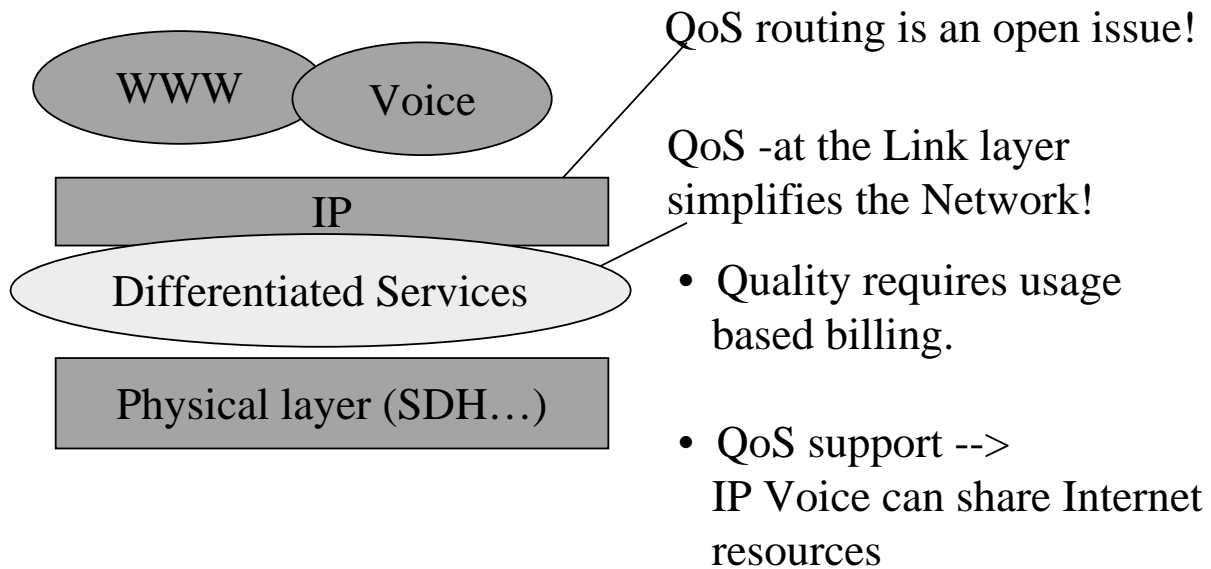 WWW
Voice
IP
Differentiated Services
Physical layer (SDH…)
QoS routing is an open issue!
QoS -at the Link layer
simplifies the Network!
• Quality requires usage
based billing.
• QoS support -->
IP Voice can share Internet
resources